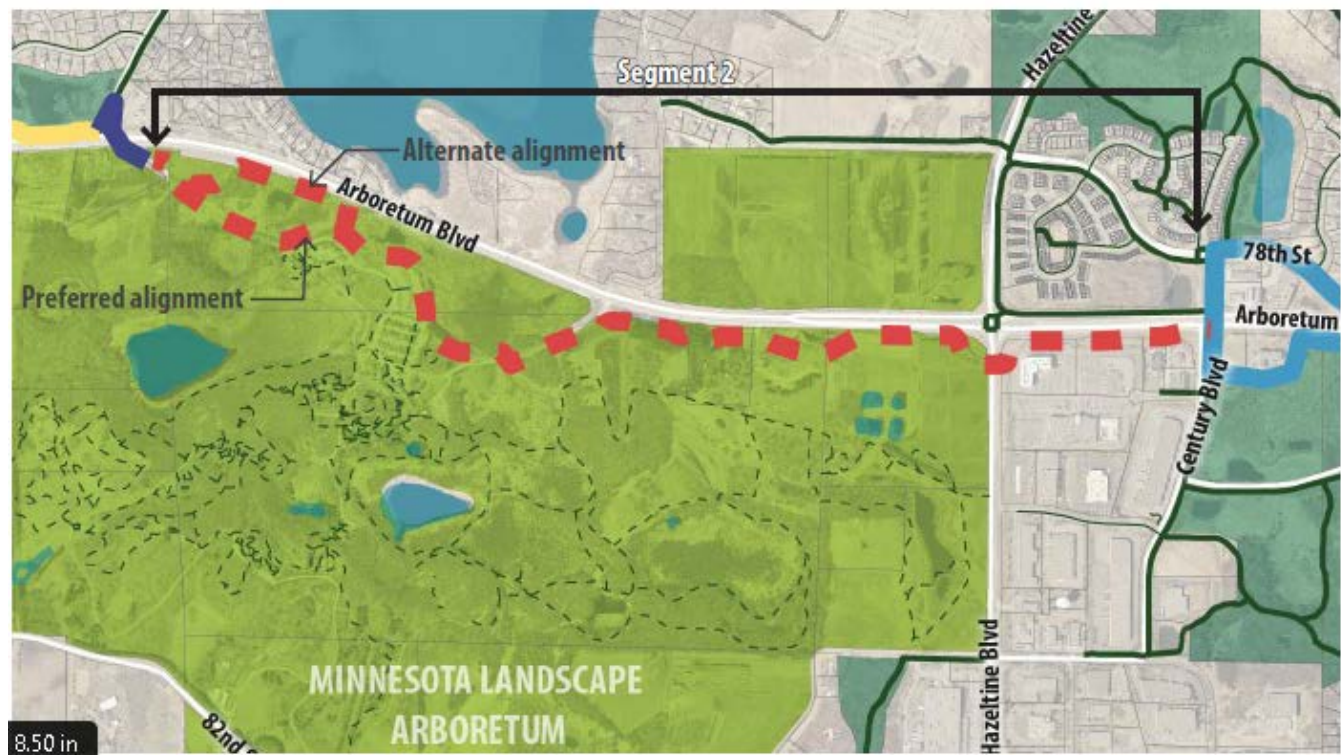 Hazeltine
Segment 2
Alternate alignment
Arboretum Blvd
78th St
Preferred alignment
Arboretum
Century Blvd
MINNESOTA LANDSCAPE
ARBORETUM
Hazeltine Blvd
82nd
8.50 in